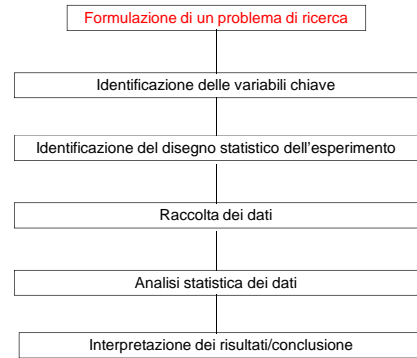 Formulazione di un problema di ricerca
Identificazione delle variabili chiave
Identificazione del disegno statistico dell'esperimento
Raccolta dei dati
Analisi statistica dei dati
Interpretazione dei risultati/conclusione